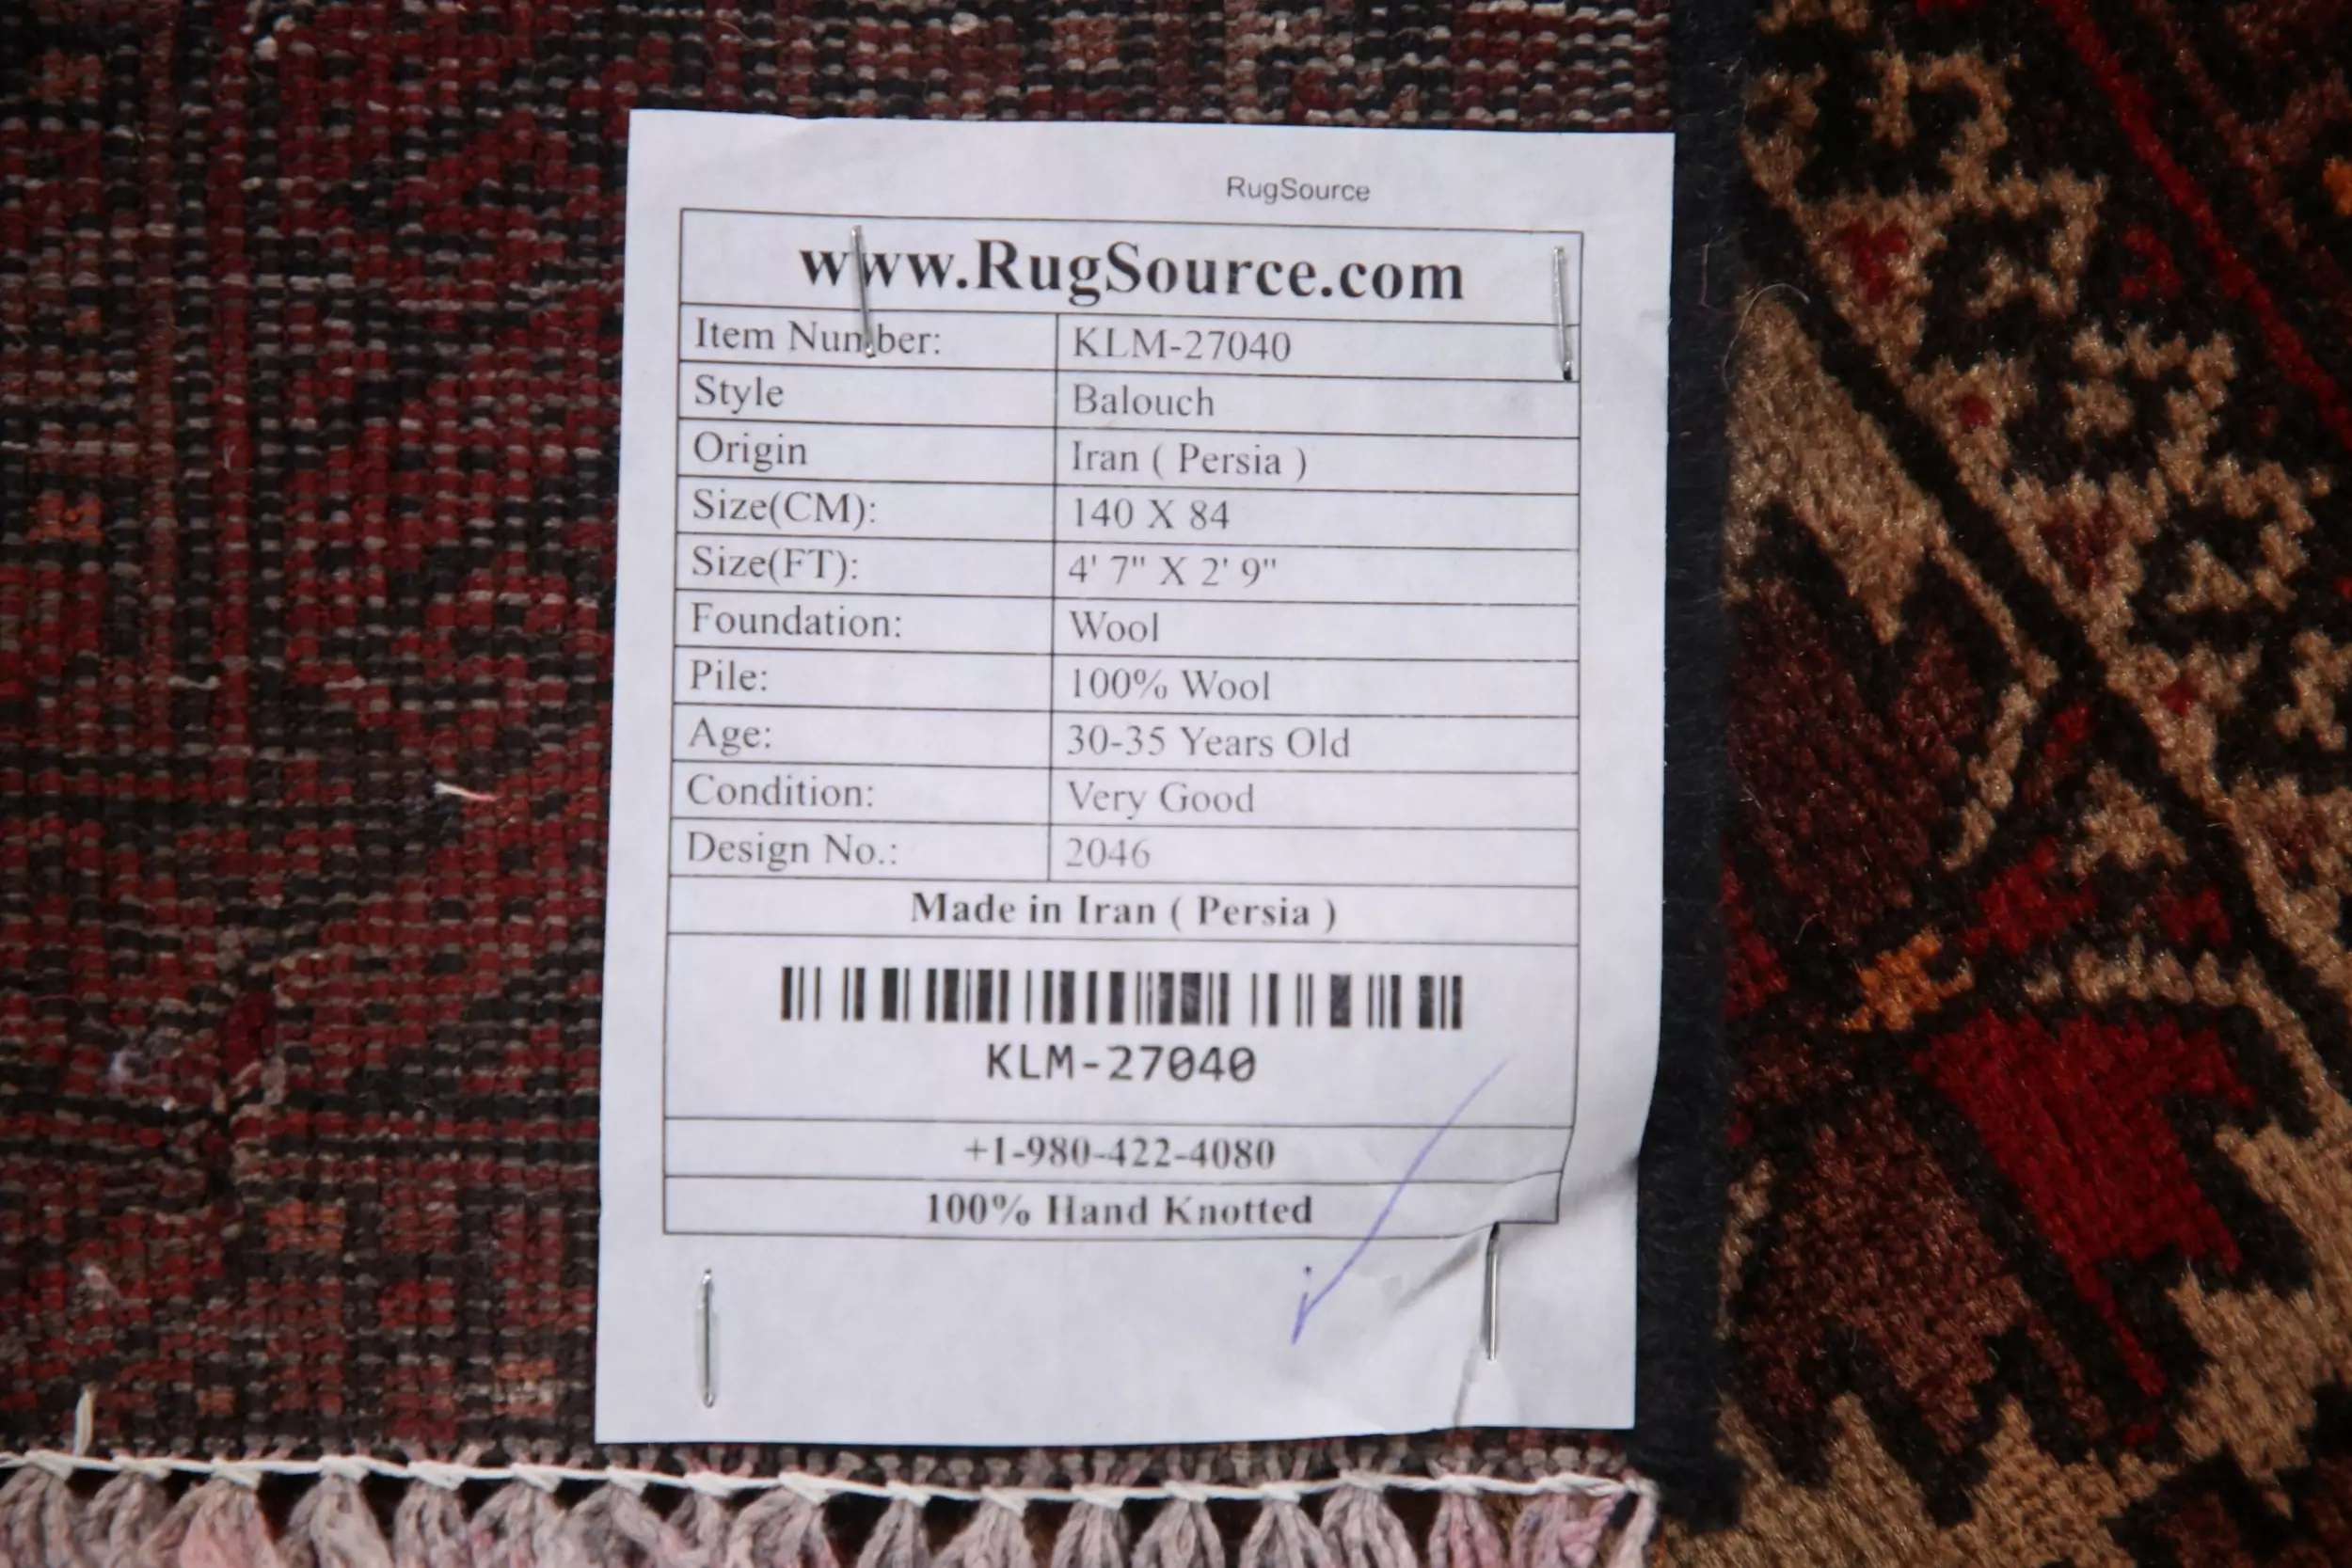 RugSource
www.RugSource.com
Item Number: KLM-27040
Style Balouch
Origin Iran ( Persia )
Size(CM): 140 X 84
Size(FT): 4' 7" X 2' 9"
Foundation: Wool
Pile: 100% Wool
Age: 30-35 Years Old
Condition: Very Good
Design No.: 2046
Made in Iran ( Persia )
KLM-27040
+1-980-422-4080
100% Hand Knotted